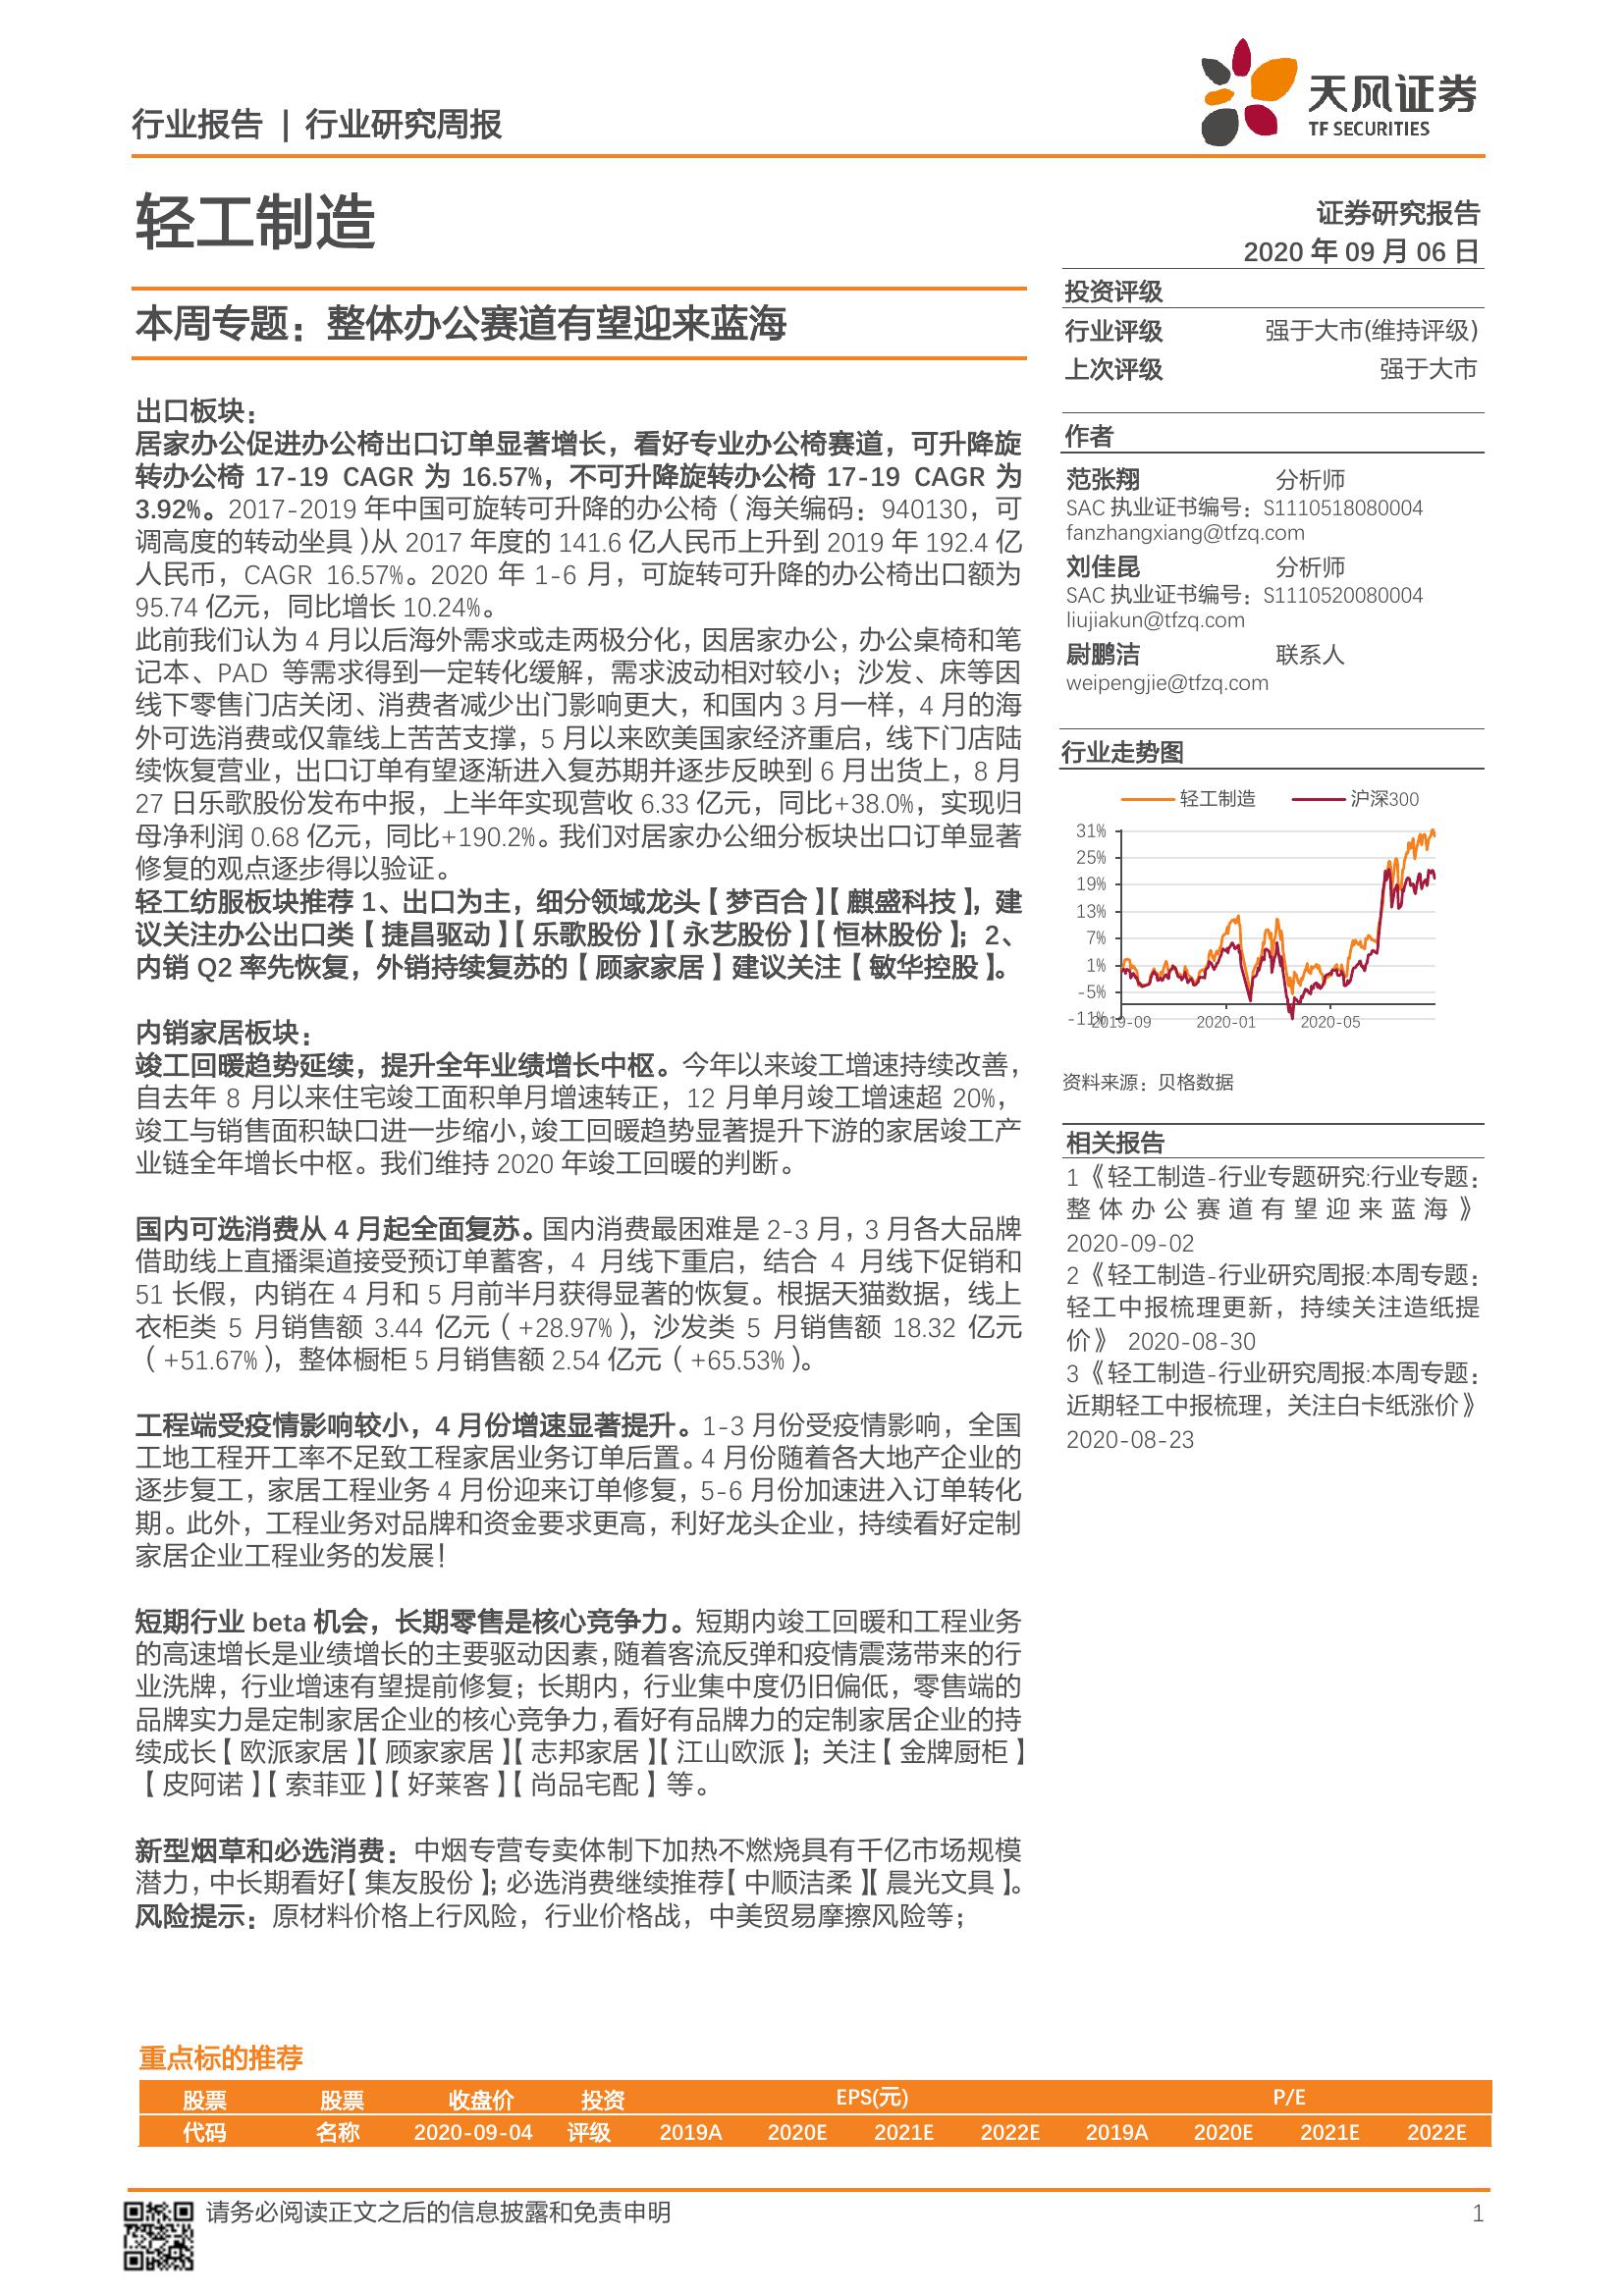 行业报告 | 行业研究周报
天风证券
TF SECURITIES
轻工制造
证券研究报告
2020 年 09 月 06 日
本周专题：整体办公赛道有望迎来蓝海
出口板块：
居家办公促进办公椅出口订单显著增长，看好专业办公椅赛道，可升降旋
转办公椅 17-19 CAGR 为 16.57%，不可升降旋转办公椅 17-19 CAGR 为
3.92%。2017-2019 年中国可旋转可升降的办公椅（海关编码：940130，可
调高度的转动坐具）从 2017 年度的 141.6 亿人民币上升到 2019 年 192.4 亿
人民币，CAGR 16.57%。2020 年 1-6 月，可旋转可升降的办公椅出口额为
95.74 亿元，同比增长 10.24%。
此前我们认为 4 月以后海外需求或走两极分化，因居家办公，办公桌椅和笔
记本、PAD 等需求得到一定转化缓解，需求波动相对较小；沙发、床等因
线下零售门店关闭、消费者减少出门影响更大，和国内 3 月一样，4 月的海
外可选消费或仅靠线上苦苦支撑，5 月以来欧美国家经济重启，线下门店陆
续恢复营业，出口订单有望逐渐进入复苏期并逐步反映到 6 月出货上，8 月
27 日乐歌股份发布中报，上半年实现营收 6.33 亿元，同比+38.0%，实现归
母净利润 0.68 亿元，同比+190.2%。我们对居家办公细分板块出口订单显著
修复的观点逐步得以验证。
轻工纺服板块推荐 1、出口为主，细分领域龙头【梦百合】【麒盛科技】，建
议关注办公出口类【捷昌驱动】【乐歌股份】【永艺股份】【恒林股份】；2、
内销 Q2 率先恢复，外销持续复苏的【顾家家居】建议关注【敏华控股】。
内销家居板块：
竣工回暖趋势延续，提升全年业绩增长中枢。今年以来竣工增速持续改善，
自去年 8 月以来住宅竣工面积单月增速转正，12 月单月竣工增速超 20%，
竣工与销售面积缺口进一步缩小，竣工回暖趋势显著提升下游的家居竣工产
业链全年增长中枢。我们维持 2020 年竣工回暖的判断。
国内可选消费从 4 月起全面复苏。国内消费最困难是 2-3 月，3 月各大品牌
借助线上直播渠道接受预订单蓄客，4 月线下重启，结合 4 月线下促销和
51 长假，内销在 4 月和 5 月前半月获得显著的恢复。根据天猫数据，线上
衣柜类 5 月销售额 3.44 亿元（+28.97%），沙发类 5 月销售额 18.32 亿元
（+51.67%），整体橱柜 5 月销售额 2.54 亿元（+65.53%）。
工程端受疫情影响较小，4 月份增速显著提升。1-3 月份受疫情影响，全国
工地工程开工率不足致工程家居业务订单后置。4 月份随着各大地产企业的
逐步复工，家居工程业务 4 月份迎来订单修复，5-6 月份加速进入订单转化
期。此外，工程业务对品牌和资金要求更高，利好龙头企业，持续看好定制
家居企业工程业务的发展！
短期行业 beta 机会，长期零售是核心竞争力。短期内竣工回暖和工程业务
的高速增长是业绩增长的主要驱动因素，随着客流反弹和疫情震荡带来的行
业洗牌，行业增速有望提前修复；长期内，行业集中度仍旧偏低，零售端的
品牌实力是定制家居企业的核心竞争力，看好有品牌力的定制家居企业的持
续成长【欧派家居】【顾家家居】【志邦家居】【江山欧派】；关注【金牌厨柜】
【皮阿诺】【索菲亚】【好莱客】【尚品宅配】等。
新型烟草和必选消费：中烟专营专卖体制下加热不燃烧具有千亿市场规模
潜力，中长期看好【集友股份】；必选消费继续推荐【中顺洁柔】【晨光文具】。
风险提示：原材料价格上行风险，行业价格战，中美贸易摩擦风险等；
投资评级
行业评级 强于大市(维持评级)
上次评级 强于大市
作者
范张翔 分析师
SAC 执业证书编号：S1110518080004
fanzhangxiang@tfzq.com
刘佳昆 分析师
SAC 执业证书编号：S1110520080004
liujiakun@tfzq.com
尉鹏洁 联系人
weipengjie@tfzq.com
行业走势图
轻工制造 沪深300
31%
25%
19%
13%
7%
1%
-5%
-11%
2019-09 2020-01 2020-05
资料来源：贝格数据
相关报告
1《轻工制造-行业专题研究:行业专题：
整体办公赛道有望迎来蓝海》
2020-09-02
2《轻工制造-行业研究周报:本周专题：
轻工中报梳理更新，持续关注造纸提
价》 2020-08-30
3《轻工制造-行业研究周报:本周专题：
近期轻工中报梳理，关注白卡纸涨价》
2020-08-23
重点标的推荐
股票 股票 收盘价 投资 EPS(元) P/E
代码 名称 2020-09-04 评级 2019A 2020E 2021E 2022E 2019A 2020E 2021E 2022E
请务必阅读正文之后的信息披露和免责申明 1